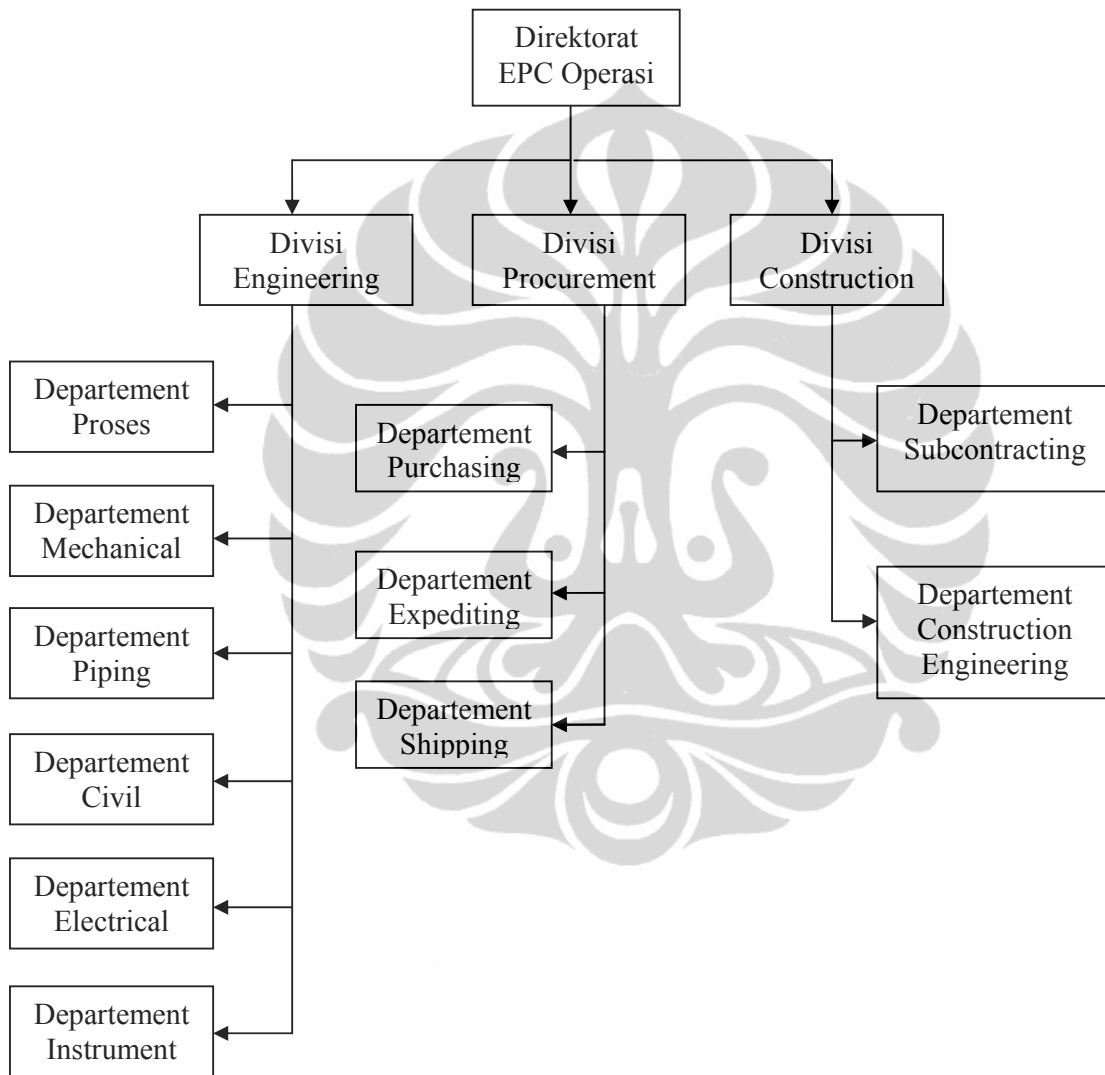 Direktorat
EPC Operasi
Divisi
Engineering
Divisi
Procurement
Divisi
Construction
Departement
Proses
Departement
Mechanical
Departement
Piping
Departement
Civil
Departement
Electrical
Departement
Instrument
Departement
Purchasing
Departement
Expediting
Departement
Shipping
Departement
Subcontracting
Departement
Construction
Engineering